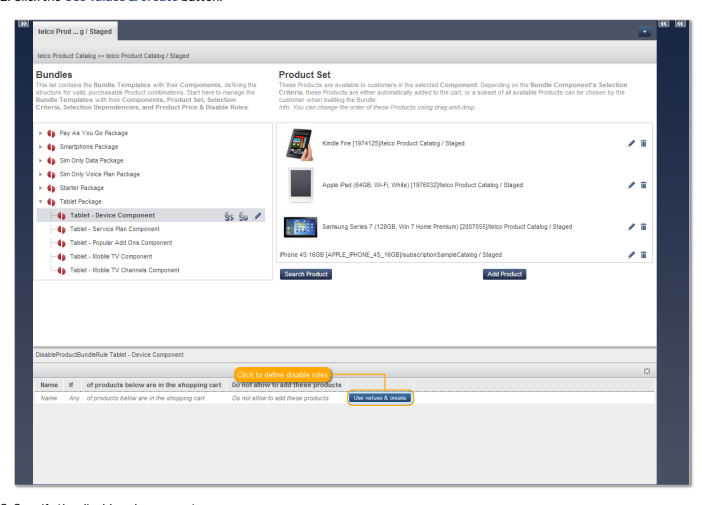 2. Click the Use values & create button.
telco Prod ... g / Staged
telco Product Catalog >> telco Product Catalog / Staged
Bundles
This list contains the Bundle Templates with their Components, defining the
structure for valid, purchasable Product combinations. Start here to manage the
Bundle Templates with their Components, Product Set, Selection
Criteria, Selection Dependencies, and Product Price & Disable Rules.
Pay As You Go Package
Smartphone Package
Sim Only Data Package
Sim Only Voice Plan Package
Starter Package
Tablet Package
Tablet - Device Component
Tablet - Service Plan Component
Tablet - Popular Add Ons Component
Tablet - Mobile TV Component
Tablet - Mobile TV Channels Component
Product Set
These Products are available to customers in the selected Component. Depending on the Bundle Component's Selection
Criteria, these Products are either automatically added to the cart, or a subset of all available Products can be chosen by the
customer when building the Bundle.
Info: You can change the order of these Products using drag-and-drop.
Kindle Fire [1974125]/telco Product Catalog / Staged
Apple iPad (64GB, Wi-Fi, White) [1976032]/telco Product Catalog / Staged
Samsung Series 7 (128GB, Win 7 Home Premium) [2007055]/telco Product Catalog / Staged
iPhone 4S 16GB [APPLE_IPHONE_4S_16GB]/subscriptionSampleCatalog / Staged
Search Product
Add Product
DisableProductBundleRule Tablet - Device Component
Click to define disable rules
Name If of products below are in the shopping cart Do not allow to add these products
Name Any of products below are in the shopping cart Do not allow to add these products Use values & create